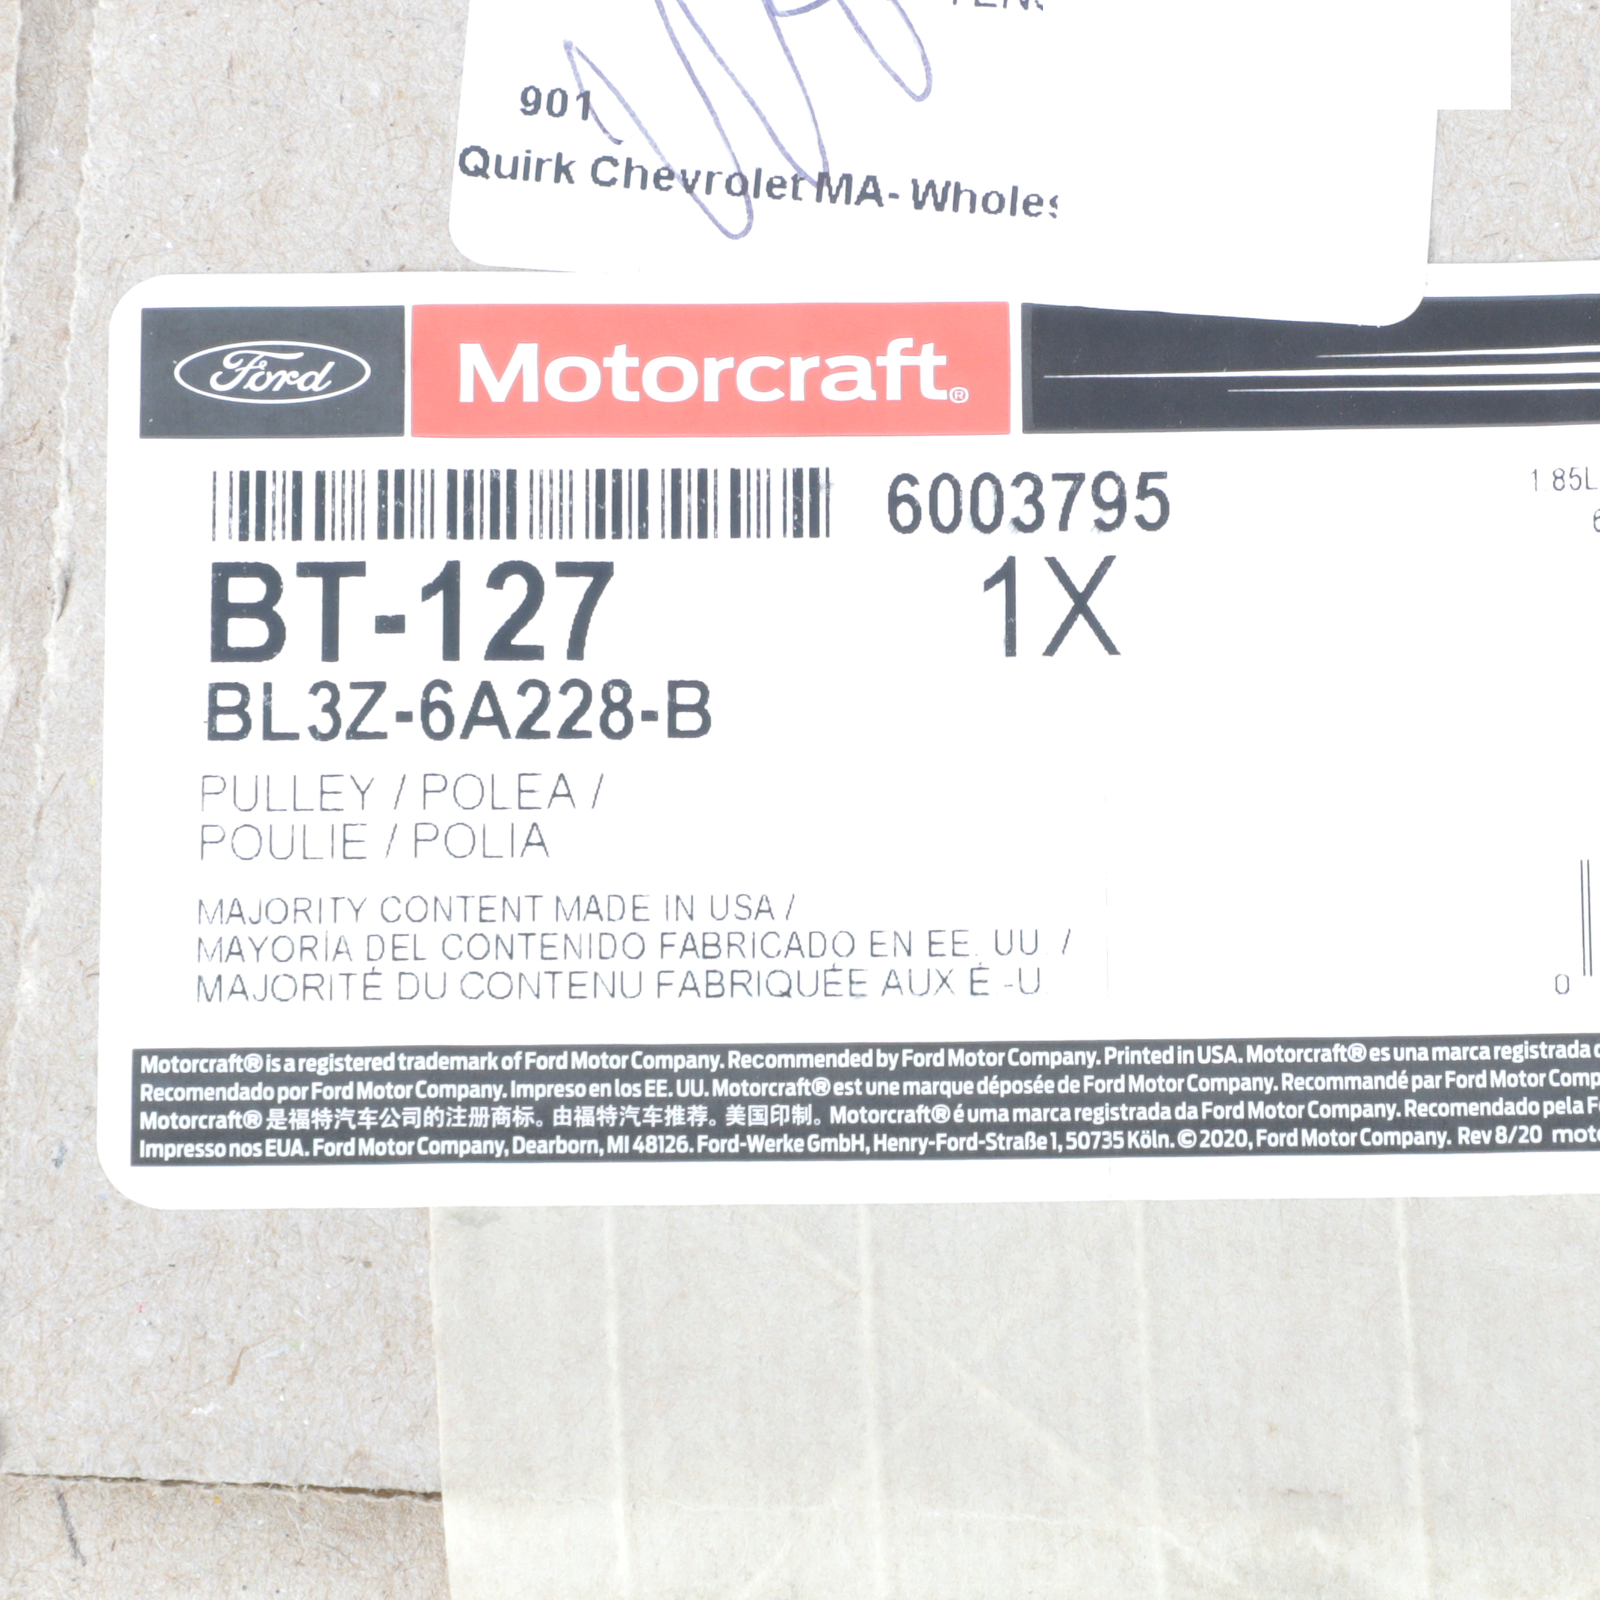 901
Quirk Chevrolet MA- Wholes
Ford
Motorcraft®
6003795
1.85L
BT-127
1X
BL3Z-6A228-B
PULLEY / POLEA /
POULIE / POLIA
MAJORITY CONTENT MADE IN USA /
MAYORÍA DEL CONTENIDO FABRICADO EN EE. UU. /
MAJORITÉ DU CONTENU FABRIQUÉE AUX É.-U.
0
Motorcraft® is a registered trademark of Ford Motor Company. Recommended by Ford Motor Company. Printed in USA. Motorcraft® es una marca registrada
Recomendado por Ford Motor Company. Impreso en los EE. UU. Motorcraft® est une marque déposée de Ford Motor Company. Recommandé par Ford Motor Comp
Motorcraft® 是福特汽车公司的注册商标。由福特汽车推荐。美国印制。Motorcraft® é uma marca registrada da Ford Motor Company. Recomendado pela F
Impresso nos EUA. Ford Motor Company, Dearborn, MI 48126. Ford-Werke GmbH, Henry-Ford-Straße 1, 50735 Köln. © 2020, Ford Motor Company. Rev 8/20 moto